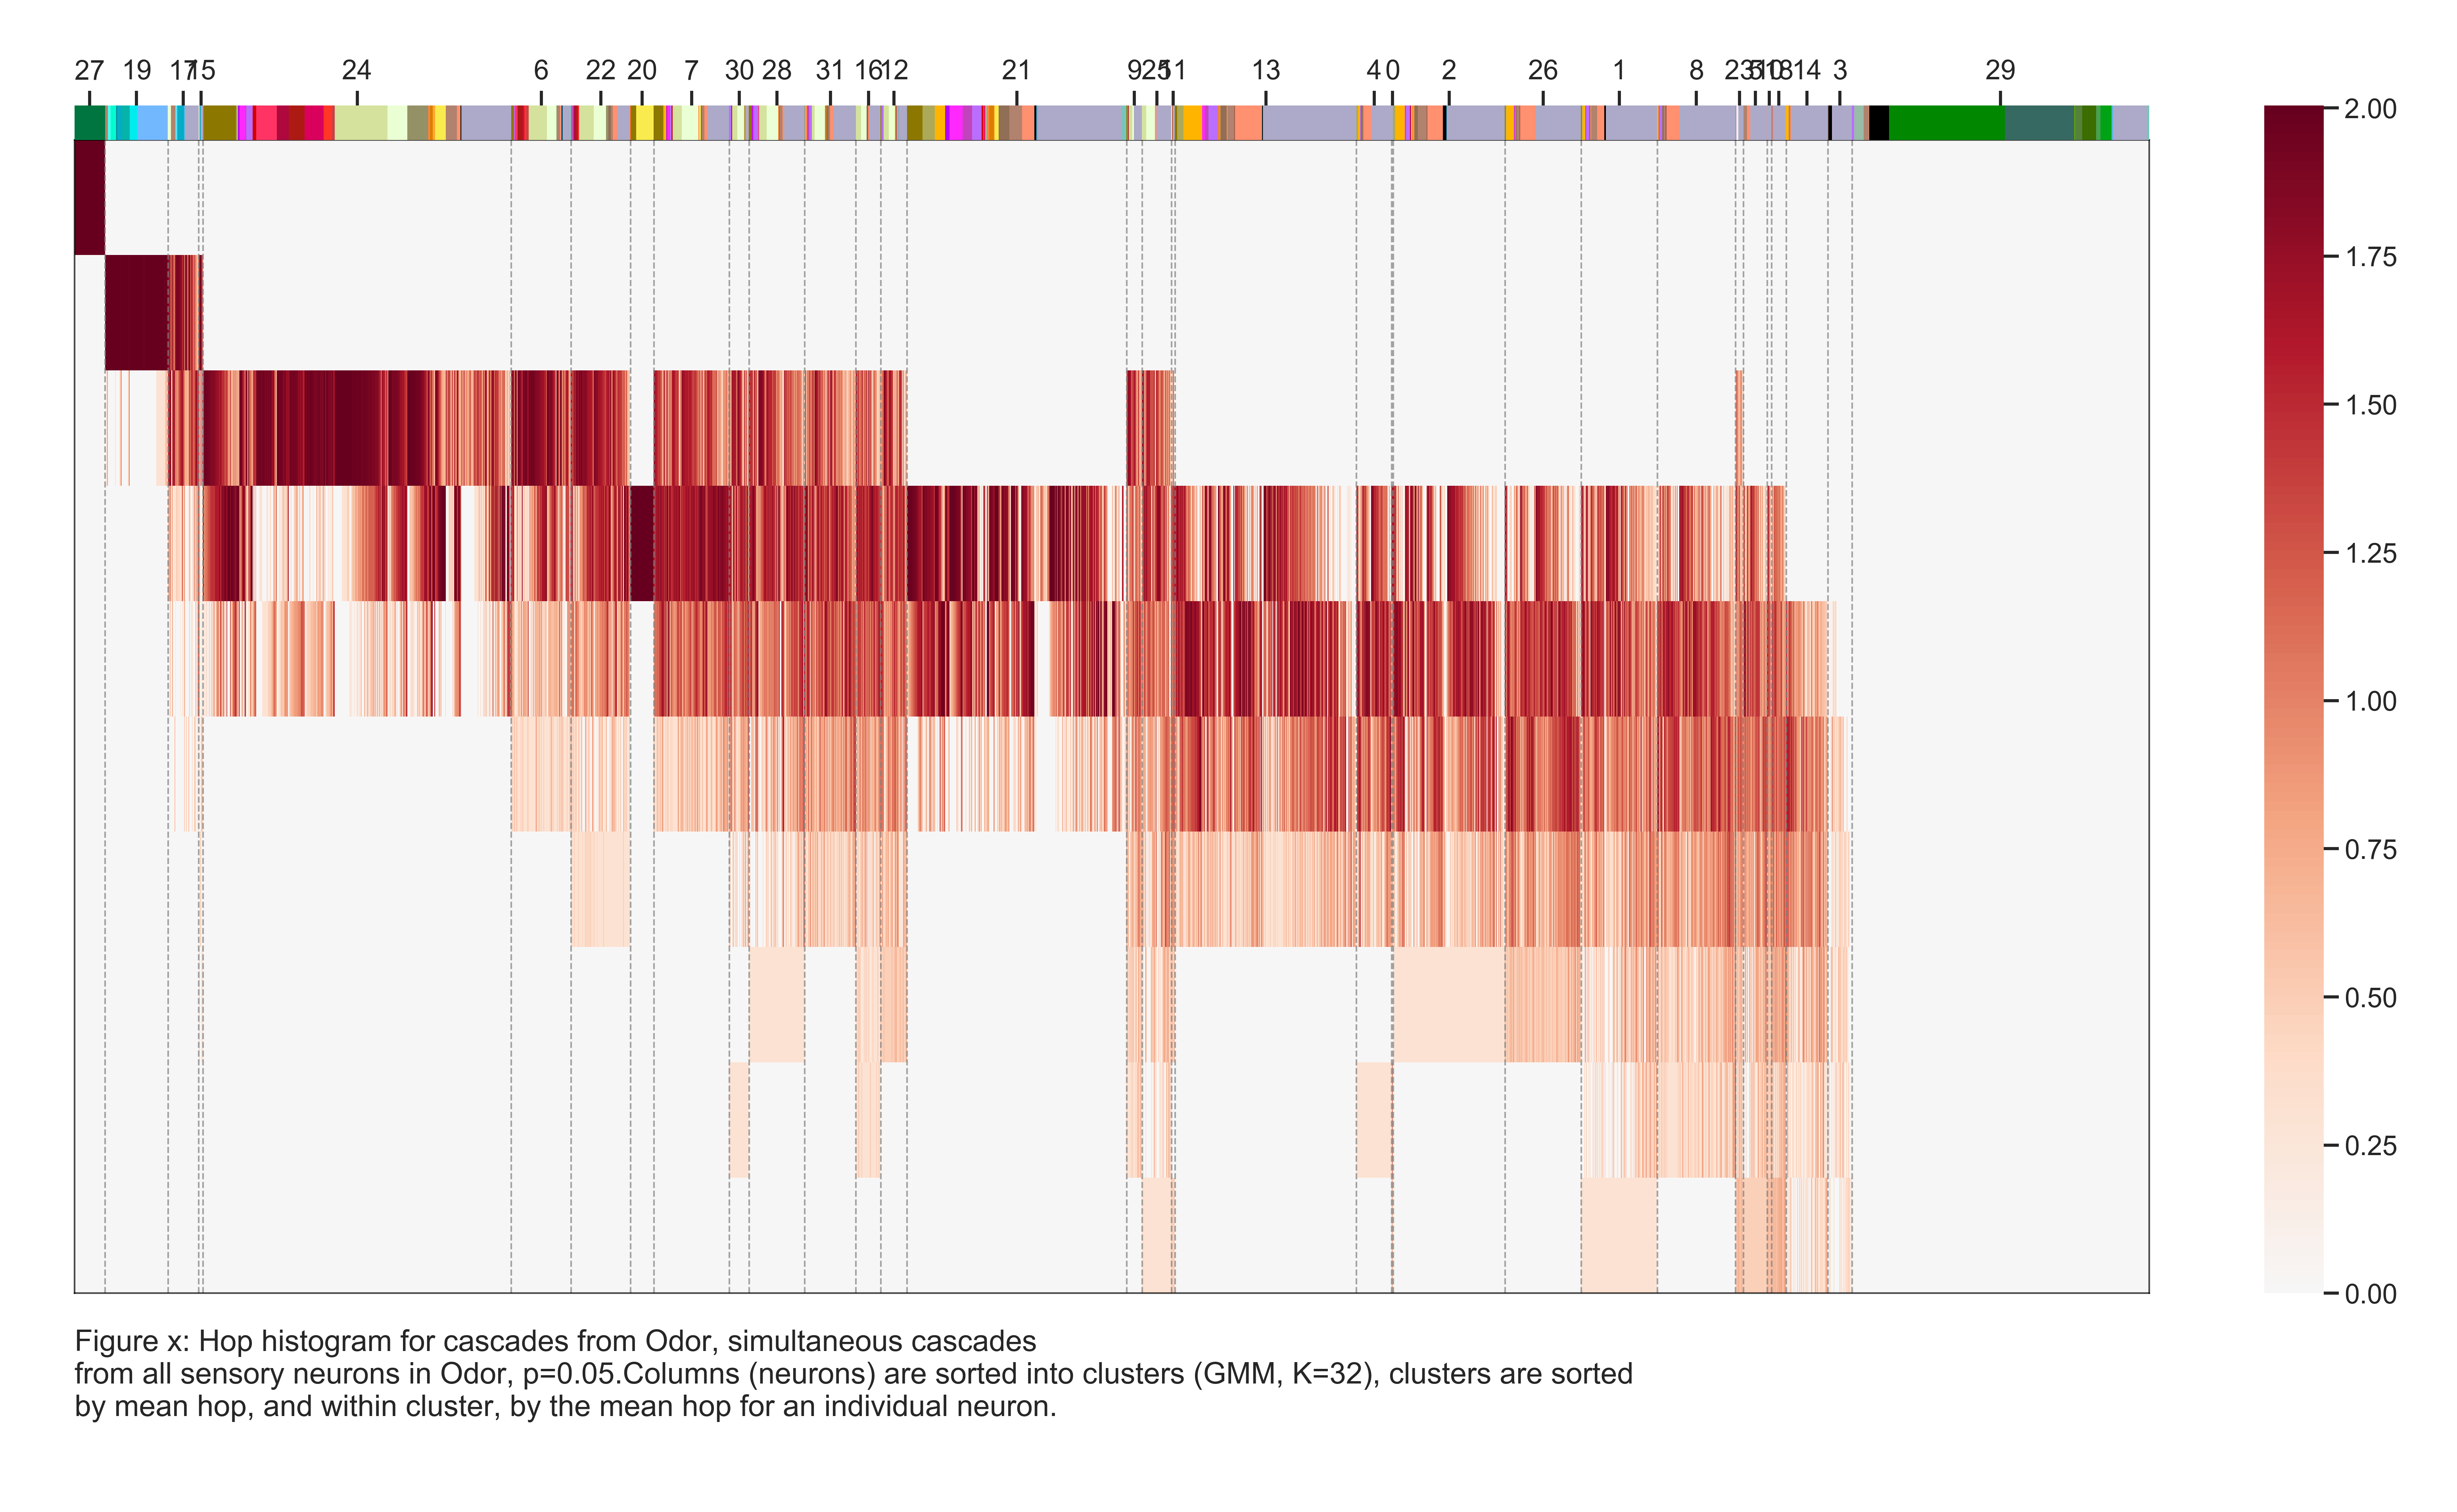 27 19 17 15 24 6 22 20 7 30 28 31 16 12 21 9 25 11 13 4 0 2 26 1 8 23 5 10 18 14 3 29
2.00
1.75
1.50
1.25
1.00
0.75
0.50
0.25
0.00
Figure x: Hop histogram for cascades from Odor, simultaneous cascades
from all sensory neurons in Odor, p=0.05.Columns (neurons) are sorted into clusters (GMM, K=32), clusters are sorted
by mean hop, and within cluster, by the mean hop for an individual neuron.